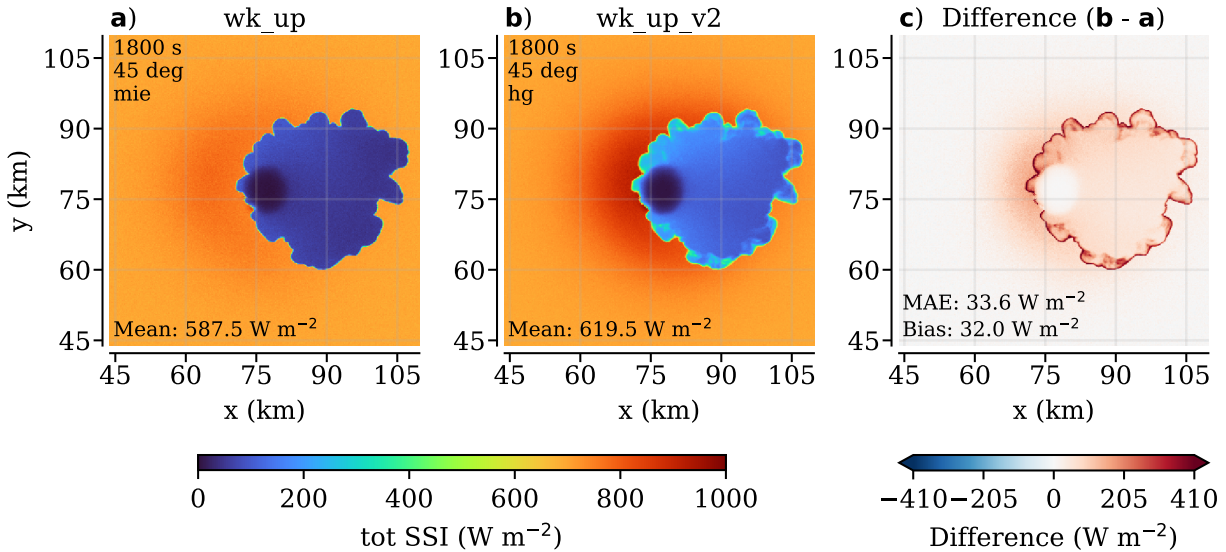 a) wk_up
b) wk_up_v2
c) Difference (b - a)
1800 s
45 deg
mie
Mean: 587.5 W m⁻²
1800 s
45 deg
hg
Mean: 619.5 W m⁻²
MAE: 33.6 W m⁻²
Bias: 32.0 W m⁻²
y (km)
105
90
75
60
45
105
90
75
60
45
105
90
75
60
45
45 60 75 90 105
45 60 75 90 105
45 60 75 90 105
x (km)
x (km)
x (km)
0 200 400 600 800 1000
tot SSI (W m⁻²)
−410 −205 0 205 410
Difference (W m⁻²)